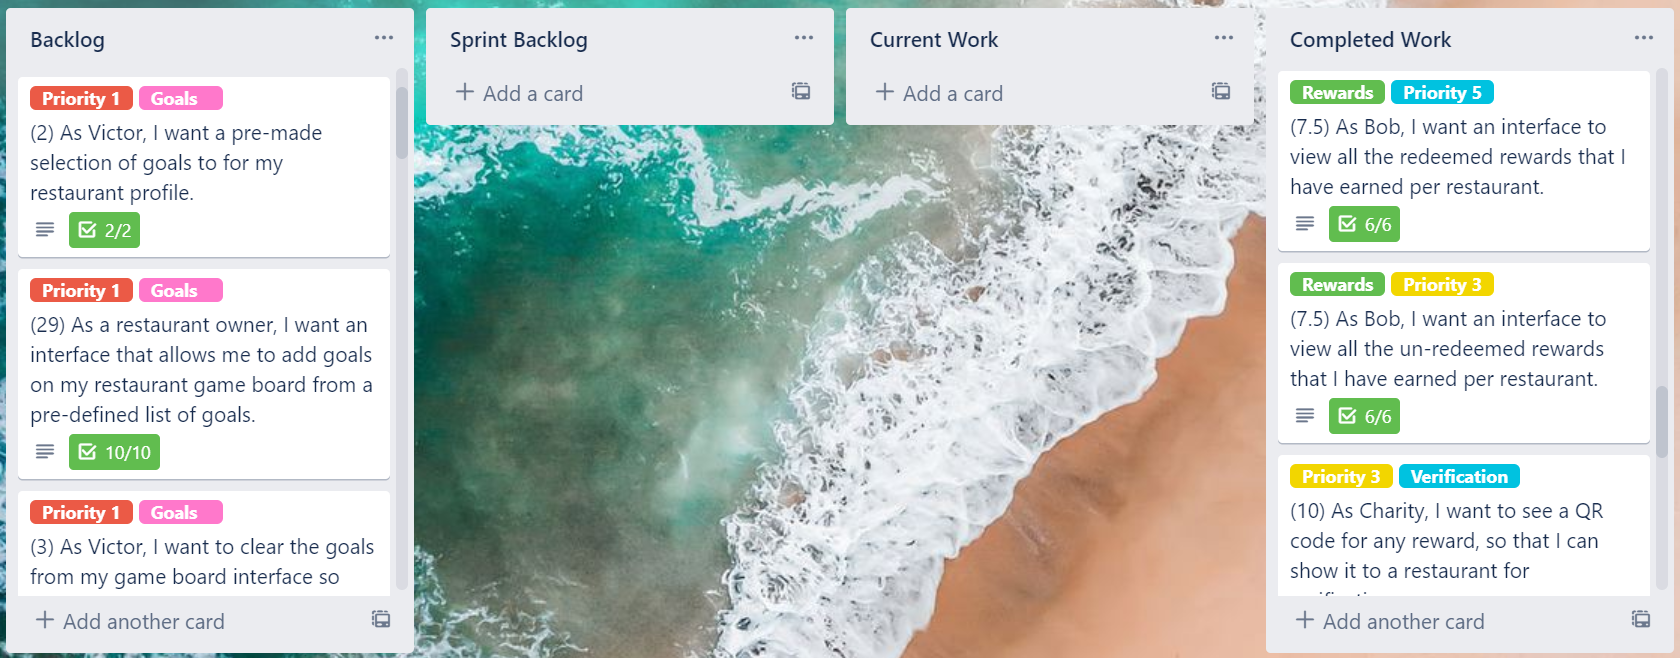 Backlog
Priority 1 Goals
(2) As Victor, I want a pre-made
selection of goals to for my
restaurant profile.
2/2
Priority 1 Goals
(29) As a restaurant owner, I want an
interface that allows me to add goals
on my restaurant game board from a
pre-defined list of goals.
10/10
Priority 1 Goals
(3) As Victor, I want to clear the goals
from my game board interface so
+ Add another card
Sprint Backlog
+ Add a card
Current Work
+ Add a card
Completed Work
Rewards Priority 5
(7.5) As Bob, I want an interface to
view all the redeemed rewards that I
have earned per restaurant.
6/6
Rewards Priority 3
(7.5) As Bob, I want an interface to
view all the un-redeemed rewards
that I have earned per restaurant.
6/6
Priority 3 Verification
(10) As Charity, I want to see a QR
code for any reward, so that I can
show it to a restaurant for
+ Add another card